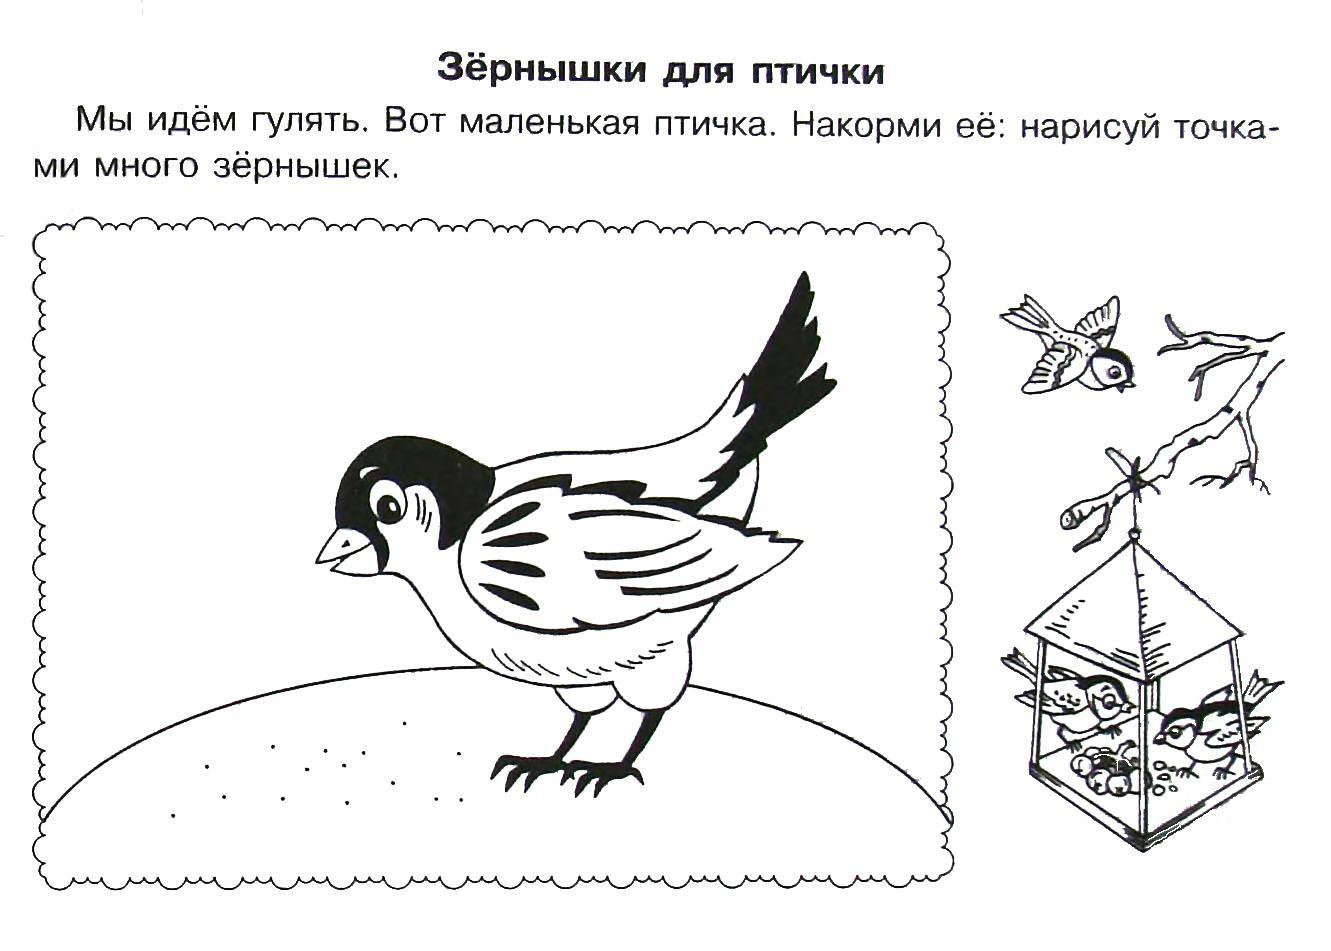 Зёрнышки для птички
Мы идём гулять. Вот маленькая птичка. Накорми её: нарисуй точка-
ми много зёрнышек.